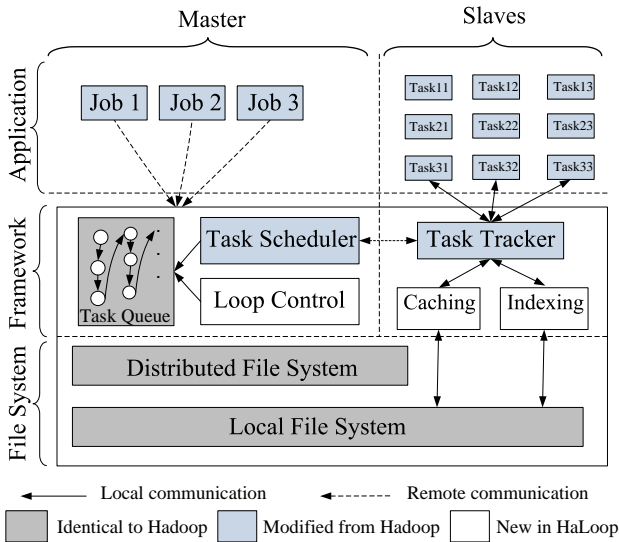 Master
Slaves
Application
Job 1 Job 2 Job 3
Task11 Task12 Task13
Task21 Task22 Task23
Task31 Task32 Task33
Framework
Task Queue
Task Scheduler
Loop Control
Task Tracker
Caching Indexing
File System
Distributed File System
Local File System
Local communication Remote communication
Identical to Hadoop Modified from Hadoop New in HaLoop